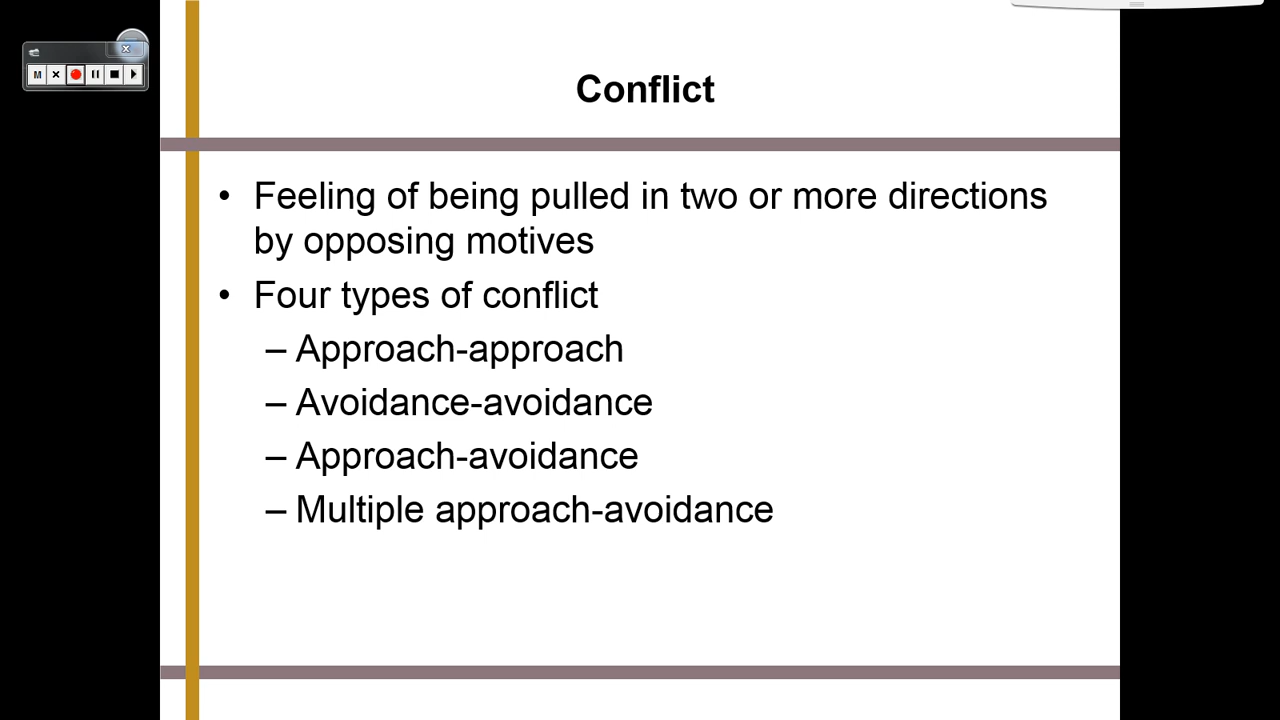 Conflict
• Feeling of being pulled in two or more directions
by opposing motives
• Four types of conflict
– Approach-approach
– Avoidance-avoidance
– Approach-avoidance
– Multiple approach-avoidance
M